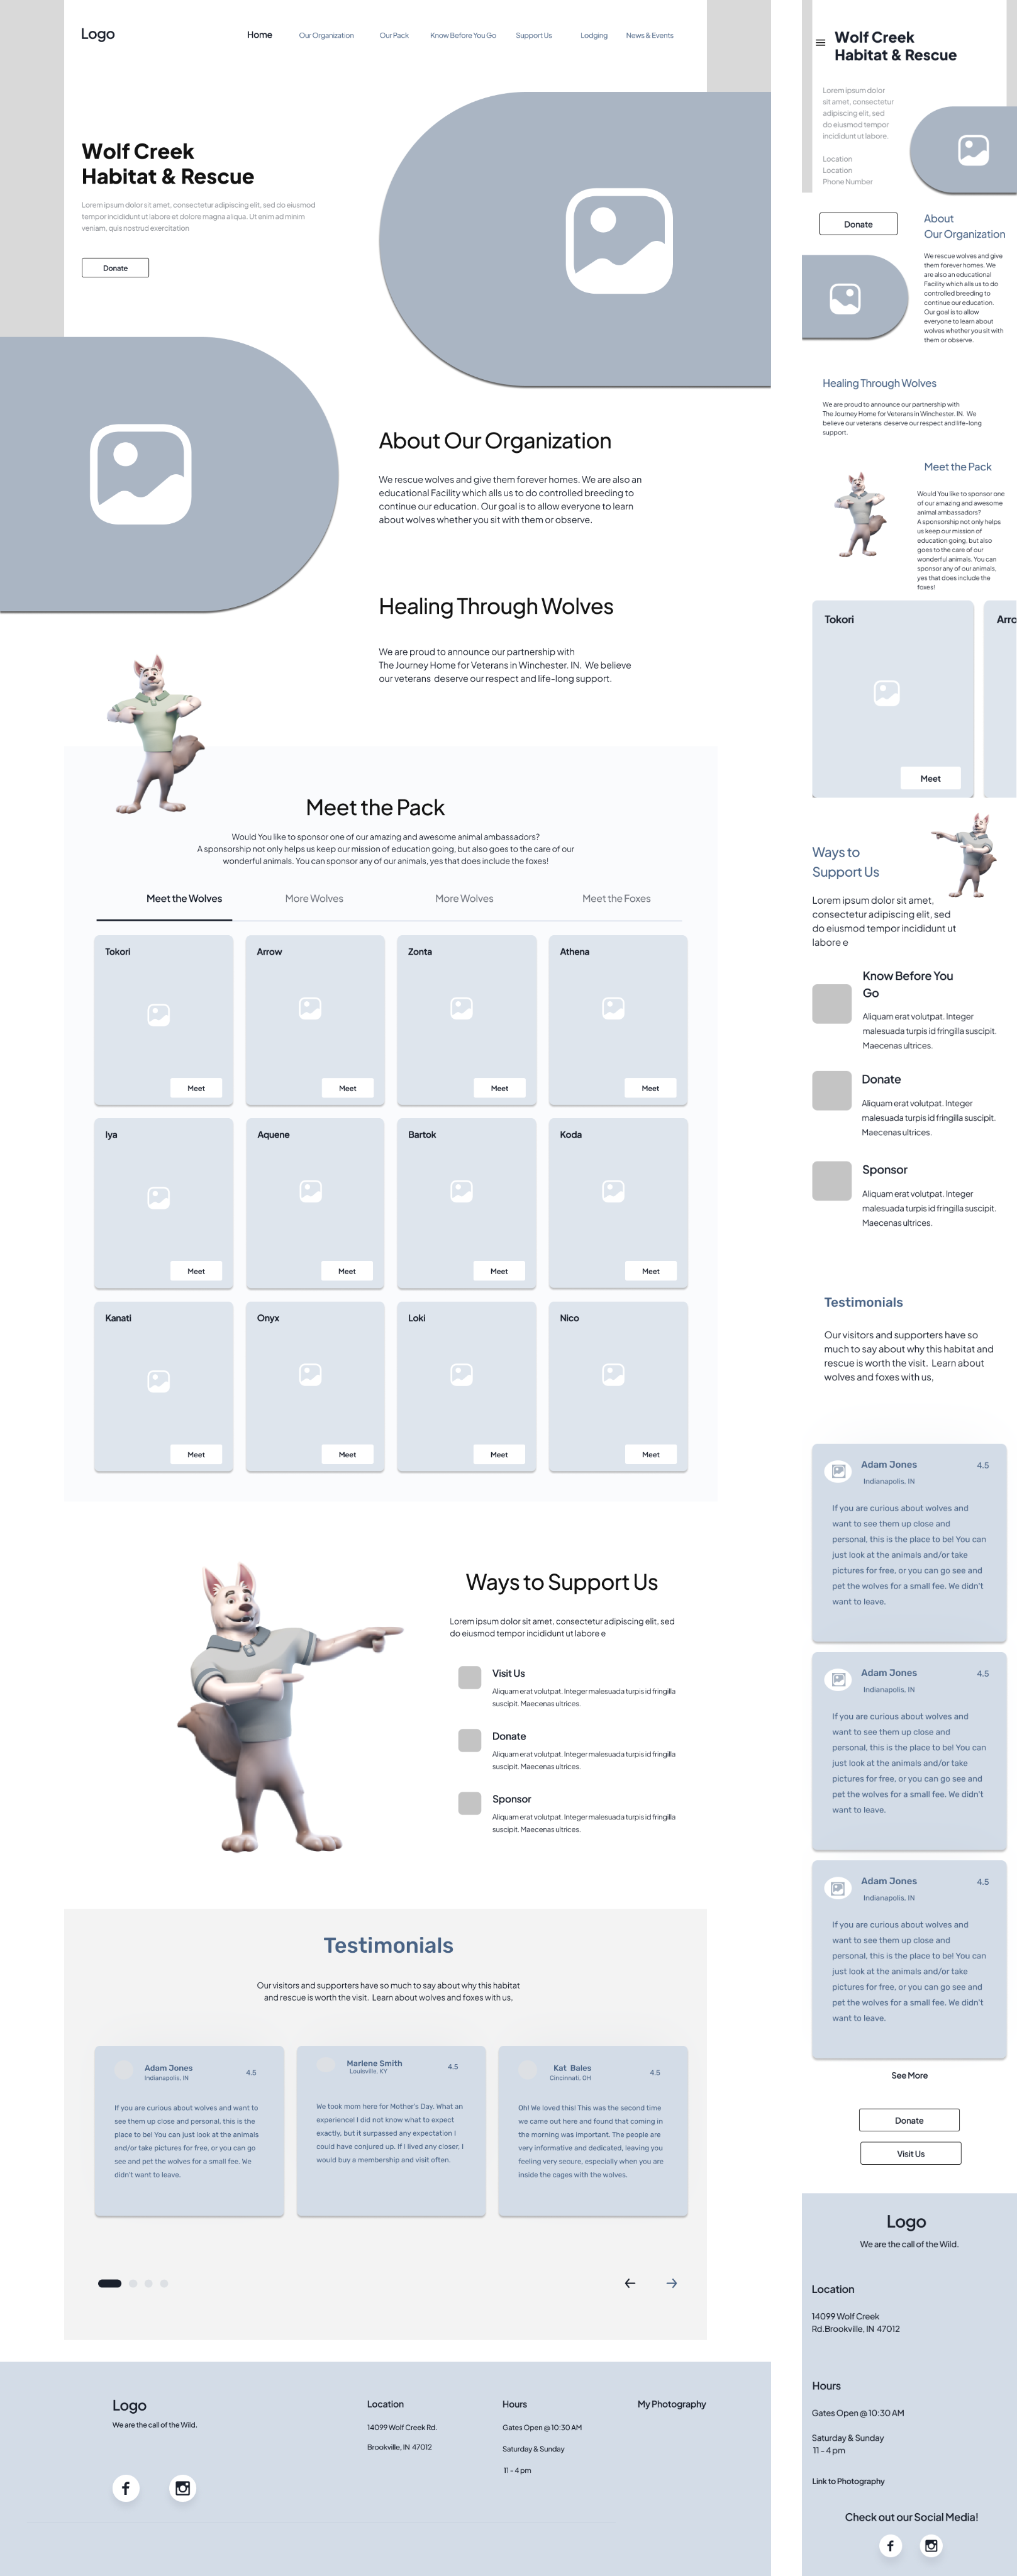 Logo
Home
Our Organization
Our Pack
Know Before You Go
Support Us
Lodging
News & Events
Wolf Creek
Habitat & Rescue
Lorem ipsum dolor sit amet, consectetur adipiscing elit, sed do eiusmod
tempor incididunt ut labore et dolore magna aliqua. Ut enim ad minim
veniam, quis nostrud exercitation
Donate
About Our Organization
We rescue wolves and give them forever homes. We are also an
educational Facility which alls us to do controlled breeding to
continue our education. Our goal is to allow everyone to learn
about wolves whether you sit with them or observe.
Healing Through Wolves
We are proud to announce our partnership with
The Journey Home for Veterans in Winchester. IN. We believe
our veterans deserve our respect and life-long support.
Meet the Pack
Would You like to sponsor one of our amazing and awesome animal ambassadors?
A sponsorship not only helps us keep our mission of education going, but also goes to the care of our
wonderful animals. You can sponsor any of our animals, yes that does include the foxes!
Meet the Wolves
More Wolves
More Wolves
Meet the Foxes
Tokori
Arrow
Zonta
Athena
Meet
Meet
Meet
Meet
Iya
Aquene
Bartok
Koda
Meet
Meet
Meet
Meet
Kanati
Onyx
Loki
Nico
Meet
Meet
Meet
Meet
Ways to Support Us
Lorem ipsum dolor sit amet, consectetur adipiscing elit, sed
do eiusmod tempor incididunt ut labore e
Visit Us
Aliquam erat volutpat. Integer malesuada turpis id fringilla
suscipit. Maecenas ultrices.
Donate
Aliquam erat volutpat. Integer malesuada turpis id fringilla
suscipit. Maecenas ultrices.
Sponsor
Aliquam erat volutpat. Integer malesuada turpis id fringilla
suscipit. Maecenas ultrices.
Testimonials
Our visitors and supporters have so much to say about why this habitat
and rescue is worth the visit. Learn about wolves and foxes with us,
Adam Jones
Indianapolis, IN
4.5
If you are curious about wolves and want to
see them up close and personal, this is the
place to be! You can just look at the animals
and/or take pictures for free, or you can go
see and pet the wolves for a small fee. We
didn't want to leave.
Marlene Smith
Louisville, KY
4.5
We took mom here for Mother's Day. What an
experience! I did not know what to expect
exactly, but it surpassed any expectation I
could have conjured up. If I lived any closer, I
would buy a membership and visit often.
Kat Bales
Cincinnati, OH
4.5
Oh! We loved this! This was the second time
we came out here and found that coming in
the morning was important. The people are
very informative and dedicated, leaving you
feeling very secure, especially when you are
inside the cages with the wolves.
Logo
We are the call of the Wild.
Location
14099 Wolf Creek Rd.
Brookville, IN 47012
Hours
Gates Open @ 10:30 AM
Saturday & Sunday
11 - 4 pm
My Photography
Wolf Creek
Habitat & Rescue
Lorem ipsum dolor
sit amet, consectetur
adipiscing elit, sed
do eiusmod tempor
incididunt ut labore.
Location
Location
Phone Number
Donate
About
Our Organization
We rescue wolves and give
them forever homes. We
are also an educational
Facility which alls us to do
controlled breeding to
continue our education.
Our goal is to allow
everyone to learn about
wolves whether you sit with
them or observe.
Healing Through Wolves
We are proud to announce our partnership with
The Journey Home for Veterans in Winchester. IN. We
believe our veterans deserve our respect and life-long
support.
Meet the Pack
Would You like to sponsor one
of our amazing and awesome
animal ambassadors?
A sponsorship not only helps
us keep our mission of
education going, but also
goes to the care of our
wonderful animals. You can
sponsor any of our animals,
yes that does include the
foxes!
Tokori
Arro
Meet
Ways to
Support Us
Lorem ipsum dolor sit amet,
consectetur adipiscing elit, sed
do eiusmod tempor incididunt ut
labore e
Know Before You
Go
Aliquam erat volutpat. Integer
malesuada turpis id fringilla suscipit.
Maecenas ultrices.
Donate
Aliquam erat volutpat. Integer
malesuada turpis id fringilla suscipit.
Maecenas ultrices.
Sponsor
Aliquam erat volutpat. Integer
malesuada turpis id fringilla suscipit.
Maecenas ultrices.
Testimonials
Our visitors and supporters have so
much to say about why this habitat and
rescue is worth the visit. Learn about
wolves and foxes with us,
Adam Jones
Indianapolis, IN
4.5
If you are curious about wolves and
want to see them up close and
personal, this is the place to be! You can
just look at the animals and/or take
pictures for free, or you can go see and
pet the wolves for a small fee. We didn't
want to leave.
Adam Jones
Indianapolis, IN
4.5
If you are curious about wolves and
want to see them up close and
personal, this is the place to be! You can
just look at the animals and/or take
pictures for free, or you can go see and
pet the wolves for a small fee. We didn't
want to leave.
Adam Jones
Indianapolis, IN
4.5
If you are curious about wolves and
want to see them up close and
personal, this is the place to be! You can
just look at the animals and/or take
pictures for free, or you can go see and
pet the wolves for a small fee. We didn't
want to leave.
See More
Donate
Visit Us
Logo
We are the call of the Wild.
Location
14099 Wolf Creek
Rd.Brookville, IN 47012
Hours
Gates Open @ 10:30 AM
Saturday & Sunday
11 - 4 pm
Link to Photography
Check out our Social Media!